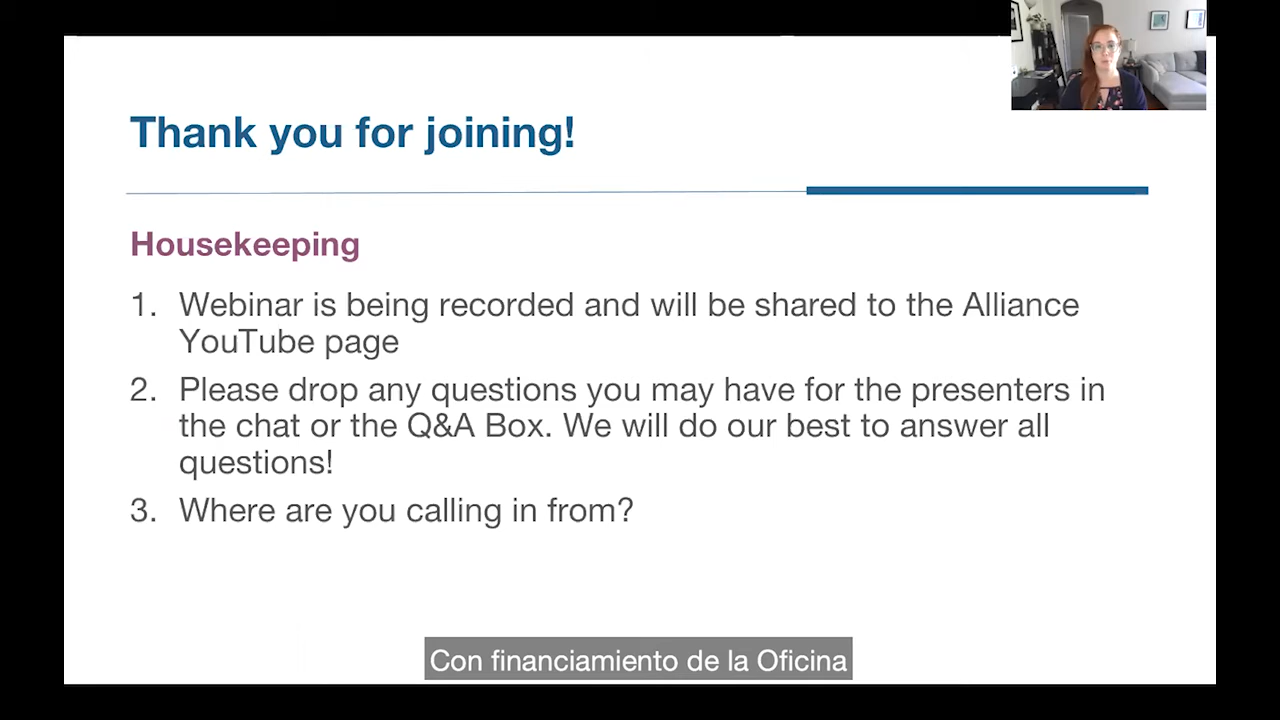 Thank you for joining!
Housekeeping
1. Webinar is being recorded and will be shared to the Alliance
YouTube page
2. Please drop any questions you may have for the presenters in
the chat or the Q&A Box. We will do our best to answer all
questions!
3. Where are you calling in from?
Con financiamiento de la Oficina